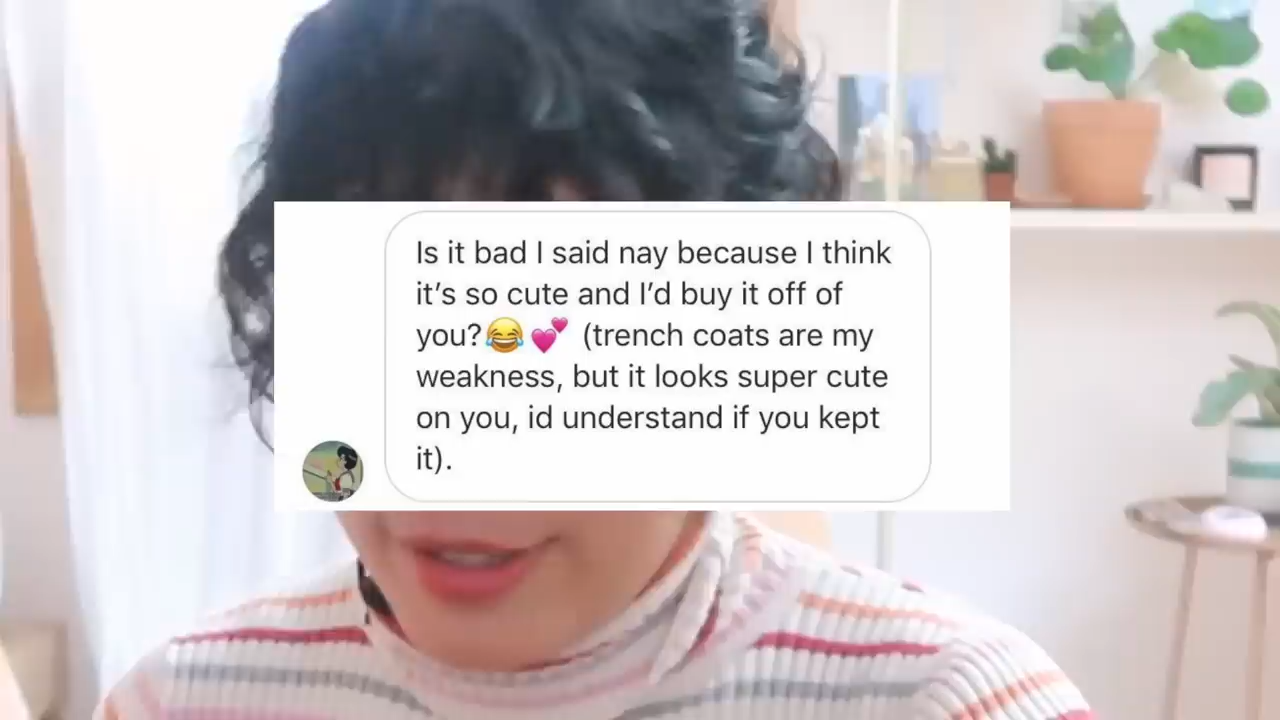 Is it bad I said nay because I think
it’s so cute and I’d buy it off of
you?😂💕 (trench coats are my
weakness, but it looks super cute
on you, id understand if you kept
it).